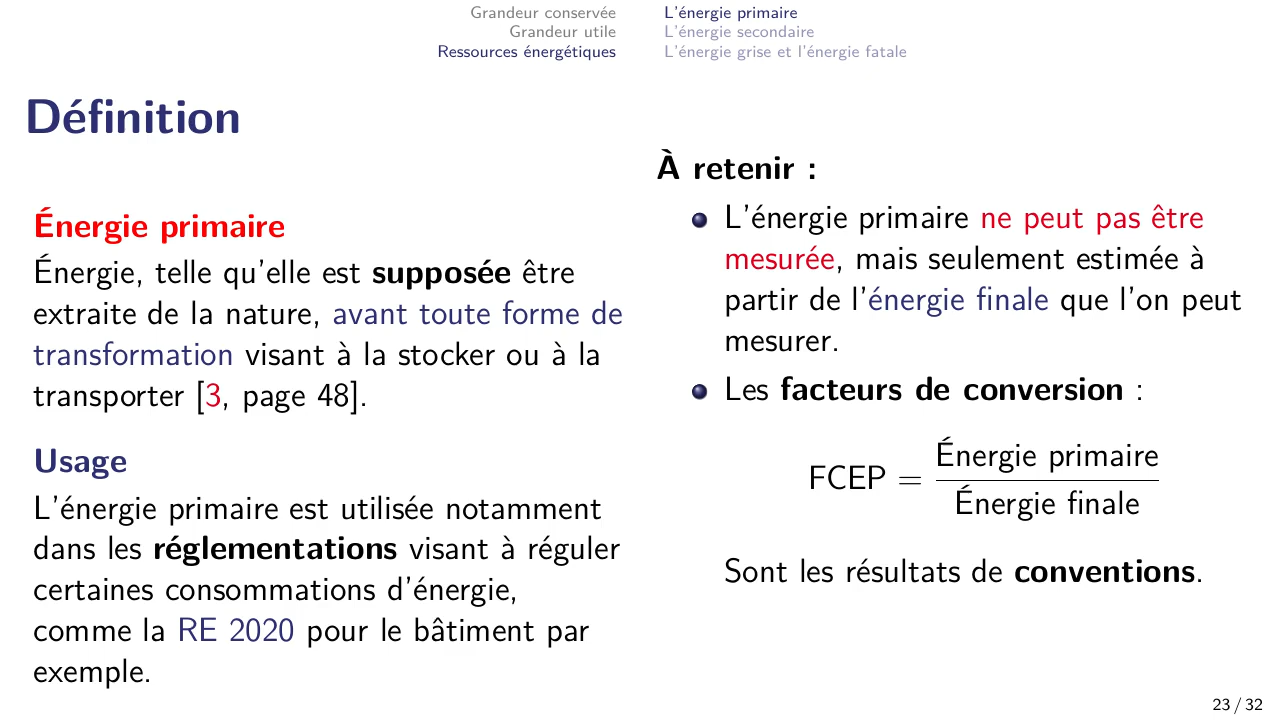 Grandeur conservée
Grandeur utile
Ressources énergétiques
L'énergie primaire
L'énergie secondaire
L'énergie grise et l'énergie fatale
Définition
Énergie primaire
Énergie, telle qu'elle est supposée être
extraite de la nature, avant toute forme de
transformation visant à la stocker ou à la
transporter [3, page 48].
Usage
L'énergie primaire est utilisée notamment
dans les réglementations visant à réguler
certaines consommations d'énergie,
comme la RE 2020 pour le bâtiment par
exemple.
À retenir :
L'énergie primaire ne peut pas être
mesurée, mais seulement estimée à
partir de l'énergie finale que l'on peut
mesurer.
Les facteurs de conversion :
FCEP = Énergie primaire
Énergie finale
Sont les résultats de conventions.
23 / 32